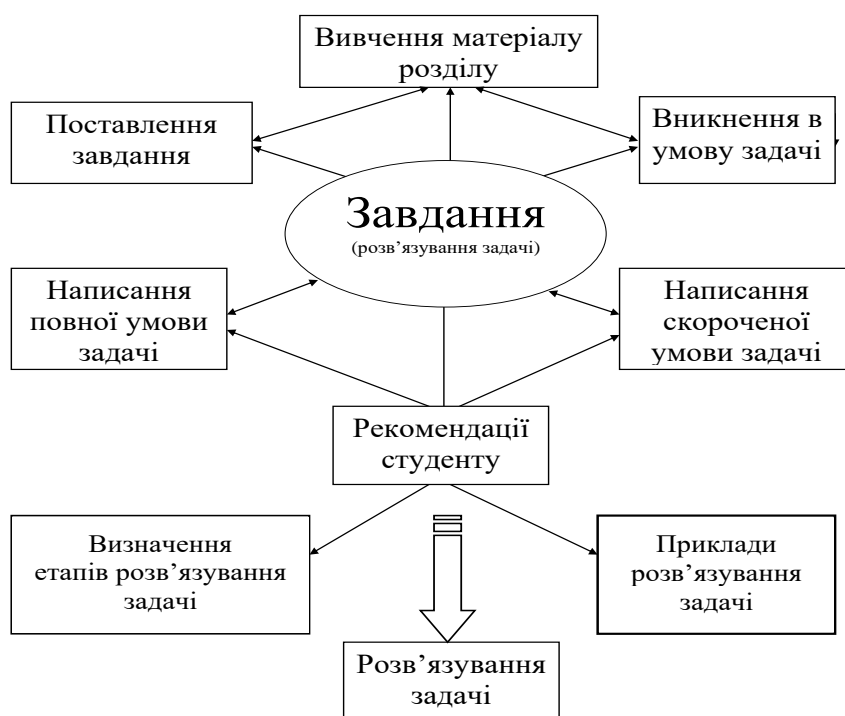 Вивчення матеріалу
розділу
Поставлення
завдання
Вникнення в
умову задачі
Завдання
(розв’язування задачі)
Написання
повної умови
задачі
Написання
скороченої
умови задачі
Рекомендації
студенту
Визначення
етапів розв’язування
задачі
Приклади
розв’язування
задачі
Розв’язування
задачі